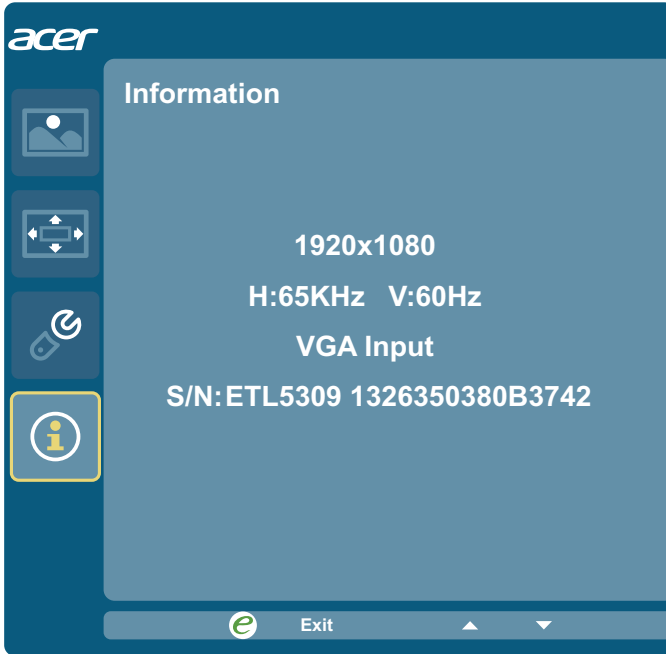 acer
Information
1920x1080
H:65KHz V:60Hz
VGA Input
S/N:ETL5309 1326350380B3742
e Exit